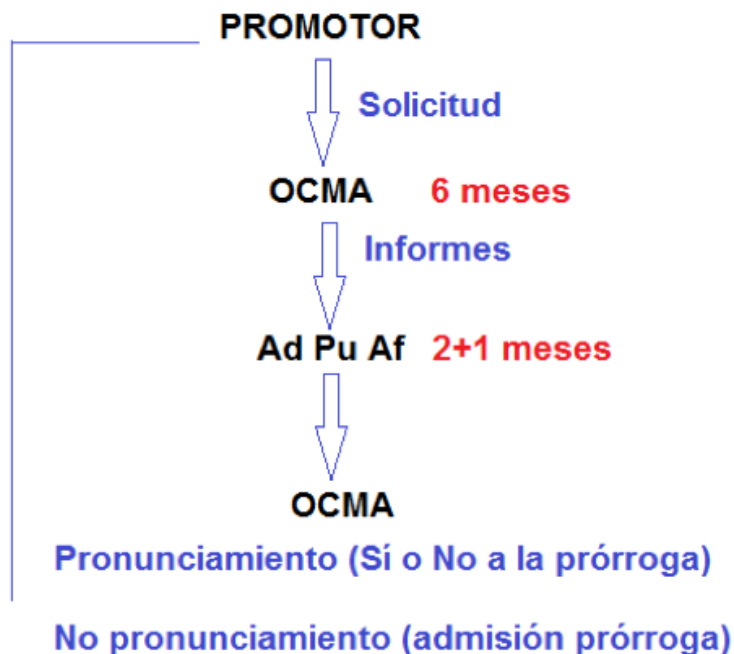 PROMOTOR
Solicitud
OCMA 6 meses
Informes
Ad Pu Af 2+1 meses
OCMA
Pronunciamiento (Sí o No a la prórroga)
No pronunciamiento (admisión prórroga)